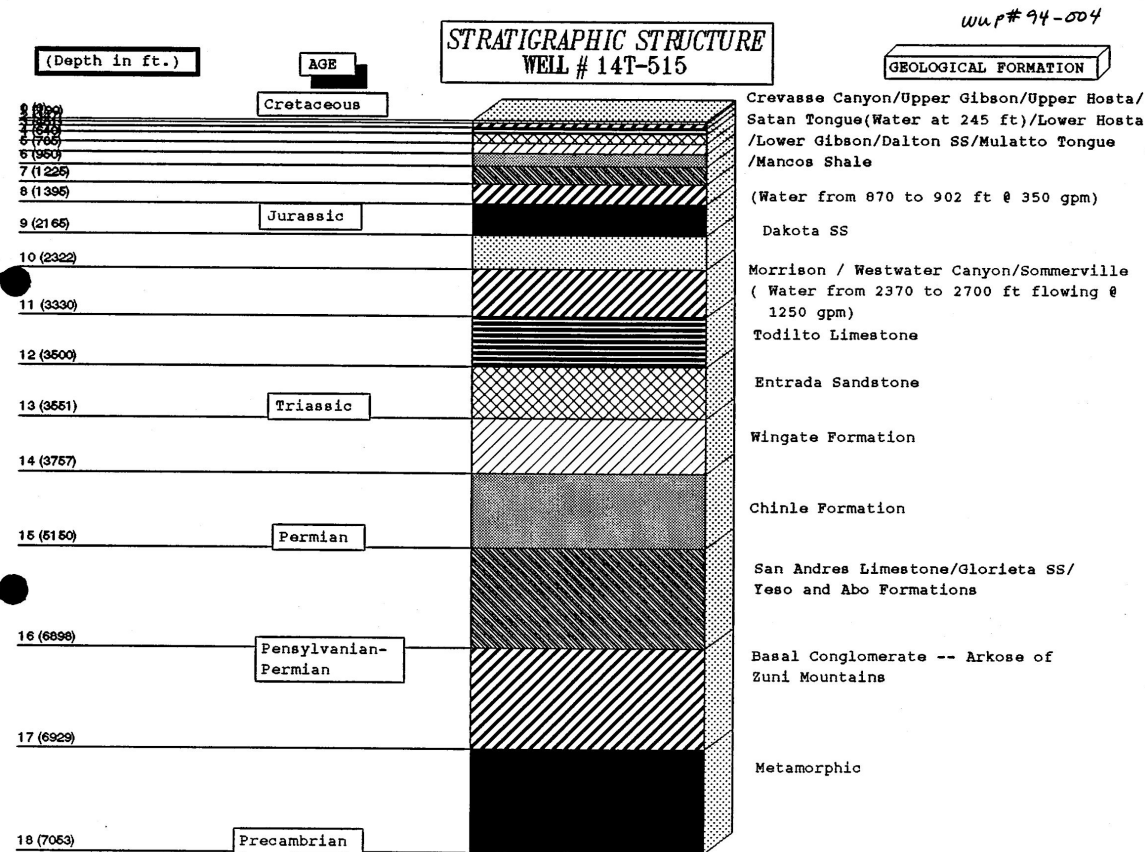 wup# 94-004
STRATIGRAPHIC STRUCTURE
WELL # 14T-515
(Depth in ft.)
AGE
GEOLOGICAL FORMATION
Cretaceous
Crevasse Canyon/Upper Gibson/Upper Hosta/
Satan Tongue(Water at 245 ft)/Lower Hosta
/Lower Gibson/Dalton SS/Mulatto Tongue
/Mancos Shale
4 (640)
5 (785)
6 (950)
7 (1225)
8 (1395)
(Water from 870 to 902 ft @ 350 gpm)
Jurassic
9 (2165)
Dakota SS
10 (2322)
Morrison / Westwater Canyon/Sommerville
( Water from 2370 to 2700 ft flowing @
1250 gpm)
11 (3330)
Todilto Limestone
12 (3500)
Entrada Sandstone
13 (3551)
Triassic
Wingate Formation
14 (3757)
Chinle Formation
15 (5150)
Permian
San Andres Limestone/Glorieta SS/
Yeso and Abo Formations
16 (6898)
Pensylvanian-
Permian
Basal Conglomerate -- Arkose of
Zuni Mountains
17 (6929)
Metamorphic
18 (7053)
Precambrian